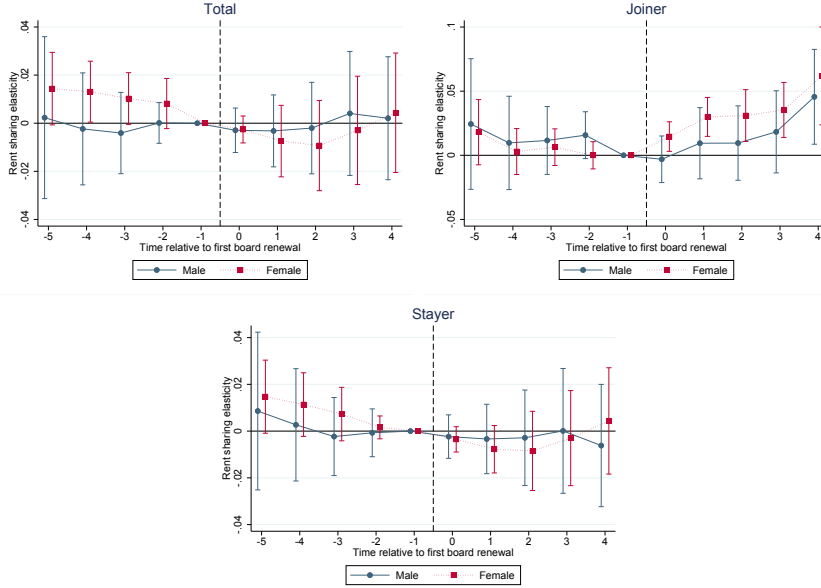 Total
Rent sharing elasticity
.04
.02
0
-.02
-.04
-5 -4 -3 -2 -1 0 1 2 3 4
Time relative to first board renewal
Male Female
Joiner
Rent sharing elasticity
.1
.05
0
-.05
-5 -4 -3 -2 -1 0 1 2 3 4
Time relative to first board renewal
Male Female
Stayer
Rent sharing elasticity
.04
.02
0
-.02
-.04
-5 -4 -3 -2 -1 0 1 2 3 4
Time relative to first board renewal
Male Female